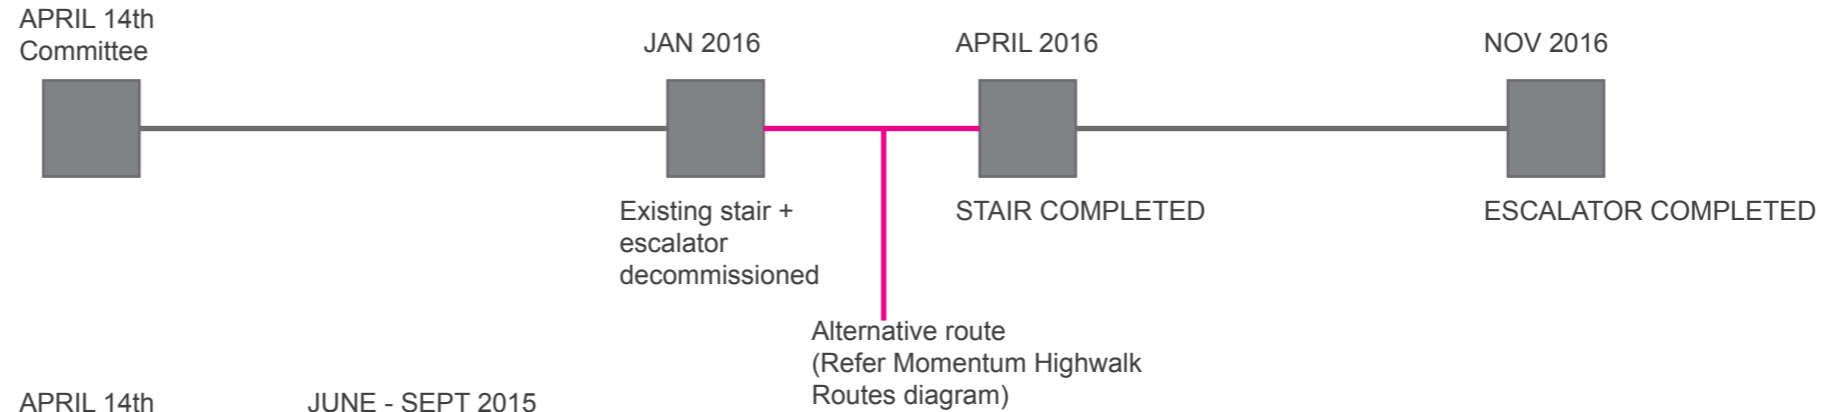 APRIL 14th
Committee
JAN 2016
APRIL 2016
NOV 2016
Existing stair +
escalator
decommissioned
STAIR COMPLETED
ESCALATOR COMPLETED
Alternative route
(Refer Momentum Highwalk
Routes diagram)
APRIL 14th
JUNE - SEPT 2015